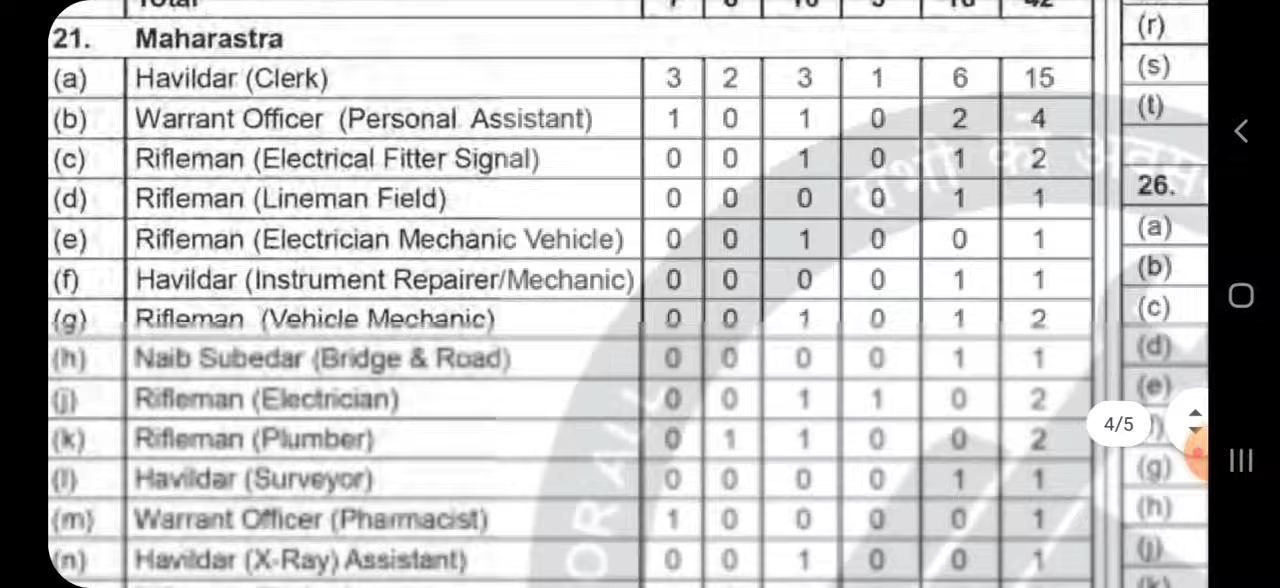 Total 7 8 10 42
21. Maharastra
(a) Havildar (Clerk) 3 2 3 1 6 15
(b) Warrant Officer (Personal Assistant) 1 0 1 0 2 4
(c) Rifleman (Electrical Fitter Signal) 0 0 1 0 1 2
(d) Rifleman (Lineman Field) 0 0 0 0 1 1
(e) Rifleman (Electrician Mechanic Vehicle) 0 0 1 0 0 1
(f) Havildar (Instrument Repairer/Mechanic) 0 0 0 0 1 1
(g) Rifleman (Vehicle Mechanic) 0 0 1 0 1 2
(h) Naib Subedar (Bridge & Road) 0 0 0 0 1 1
(j) Rifleman (Electrician) 0 0 1 1 0 2
(k) Rifleman (Plumber) 0 1 1 0 0 2
(l) Havildar (Surveyor) 0 0 0 0 1 1
(m) Warrant Officer (Pharmacist) 1 0 0 0 0 1
(n) Havildar (X-Ray) Assistant) 0 0 1 0 0 1
(r)
(s)
(t)
26.
(a)
(b)
(c)
(d)
(e)
(g)
(h)
(j)
(k)
4/5